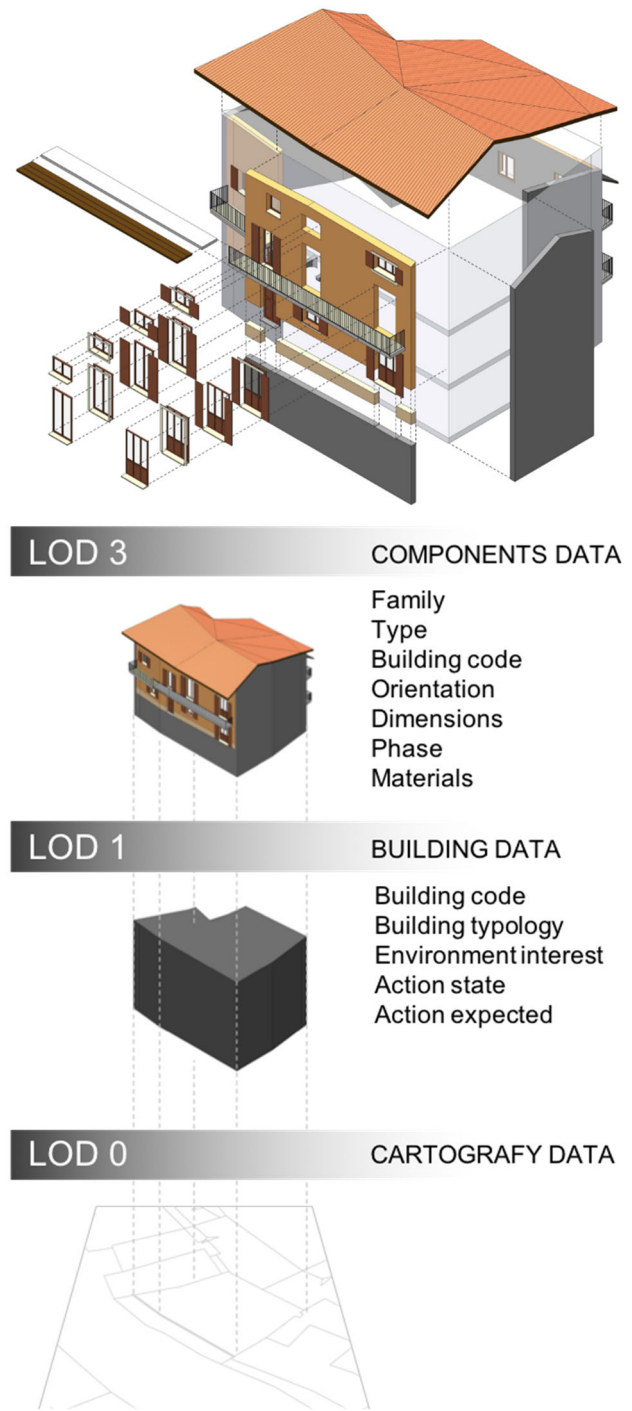 LOD 3 COMPONENTS DATA
Family
Type
Building code
Orientation
Dimensions
Phase
Materials
LOD 1 BUILDING DATA
Building code
Building typology
Environment interest
Action state
Action expected
LOD 0 CARTOGRAFY DATA